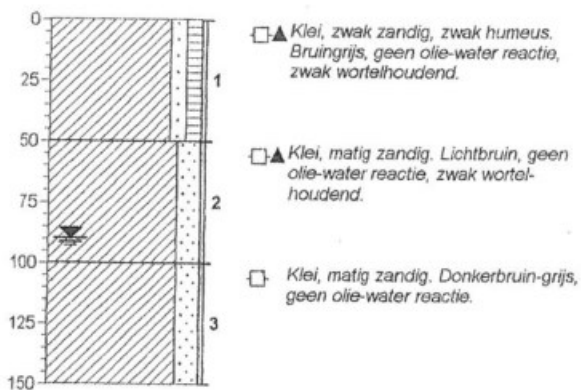 0
Klei, zwak zandig, zwak humeus.
Bruingrijs, geen olie-water reactie,
zwak wortelhoudend.
25
1
50
Klei, matig zandig. Lichtbruin, geen
olie-water reactie, zwak wortel-
houdend.
75
2
100
Klei, matig zandig. Donkerbruin-grijs,
geen olie-water reactie.
125
3
150